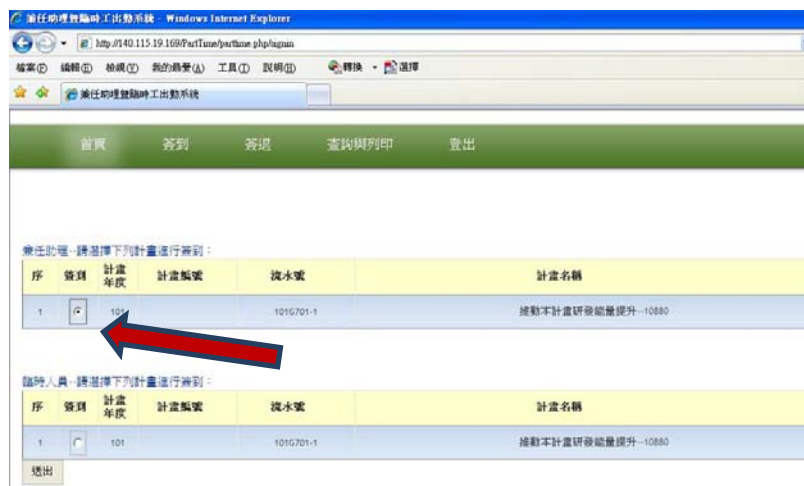 兼任助理暨臨時工出勤系統 - Windows Internet Explorer
http://140.115.19.169/PartTime/parttime.php/signin
檔案(F) 編輯(E) 檢視(V) 我的最愛(A) 工具(T) 說明(H) 轉換 選擇
兼任助理暨臨時工出勤系統
首頁 簽到 簽退 查詢與列印 登出
兼任助理--請選擇下列計畫進行簽到：
序 簽到 計畫年度 計畫編號 流水號 計畫名稱
1 101 101G701-1 推動本計畫研發能量提升--10880
臨時人員--請選擇下列計畫進行簽到：
序 簽到 計畫年度 計畫編號 流水號 計畫名稱
1 101 101G701-1 推動本計畫研發能量提升--10880
送出